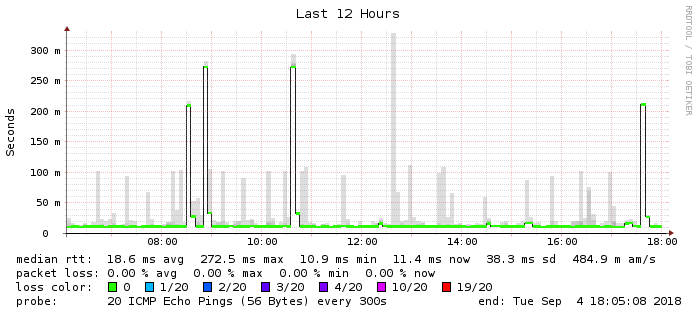 Last 12 Hours
RRDTOOL / TOBI OETIKER
Seconds
300 m
250 m
200 m
150 m
100 m
50 m
0
08:00 10:00 12:00 14:00 16:00 18:00
median rtt: 18.6 ms avg 272.5 ms max 10.9 ms min 11.4 ms now 38.3 ms sd 484.9 m am/s
packet loss: 0.00 % avg 0.00 % max 0.00 % min 0.00 % now
loss color: 0 1/20 2/20 3/20 4/20 10/20 19/20
probe: 20 ICMP Echo Pings (56 Bytes) every 300s end: Tue Sep 4 18:05:08 2018